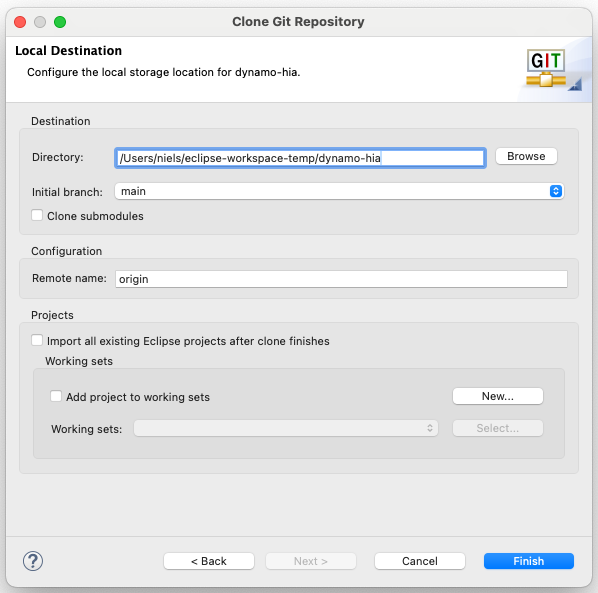 Clone Git Repository
Local Destination
Configure the local storage location for dynamo-hia.
GIT
Destination
Directory: /Users/niels/eclipse-workspace-temp/dynamo-hia Browse
Initial branch: main
Clone submodules
Configuration
Remote name: origin
Projects
Import all existing Eclipse projects after clone finishes
Working sets
Add project to working sets New...
Working sets: Select...
? < Back Next > Cancel Finish